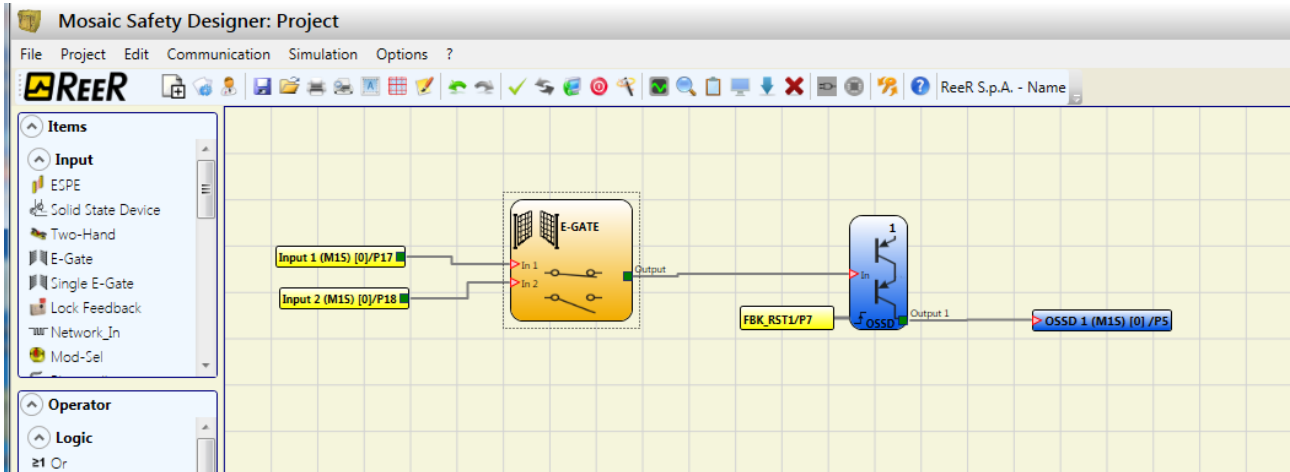 Mosaic Safety Designer: Project
File Project Edit Communication Simulation Options ?
REER
ReeR S.p.A. - Name
Items
Input
ESPE
Solid State Device
Two-Hand
E-Gate
Single E-Gate
Lock Feedback
Network_In
Mod-Sel
Operator
Logic
≥1 Or
Input 1 (M1S) [0]/P17
Input 2 (M1S) [0]/P18
E-GATE
In 1
In 2
Output
FBK_RST1/P7
1
In
OSSD
Output 1
OSSD 1 (M1S) [0] /P5